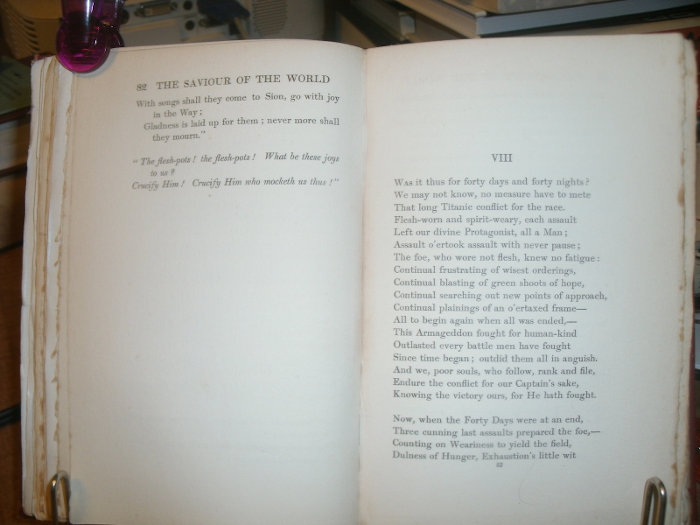 82 THE SAVIOUR OF THE WORLD
With songs shall they come to Sion, go with joy
in the Way;
Gladness is laid up for them; never more shall
they mourn."
"The flesh-pots! the flesh-pots! What be these joys
to us?
Crucify Him! Crucify Him who mocketh us thus!"
VIII
Was it thus for forty days and forty nights?
We may not know, no measure have to mete
That long Titanic conflict for the race.
Flesh-worn and spirit-weary, each assault
Left our divine Protagonist, all a Man;
Assault o'ertook assault with never pause;
The foe, who wore not flesh, knew no fatigue:
Continual frustrating of wisest orderings,
Continual blasting of green shoots of hope,
Continual searching out new points of approach,
Continual plainings of an o'ertaxed frame—
All to begin again when all was ended,—
This Armageddon fought for human-kind
Outlasted every battle men have fought
Since time began; outdid them all in anguish.
And we, poor souls, who follow, rank and file,
Endure the conflict for our Captain's sake,
Knowing the victory ours, for He hath fought.
Now, when the Forty Days were at an end,
Three cunning last assaults prepared the foe,—
Counting on Weariness to yield the field,
Dulness of Hunger, Exhaustion's little wit